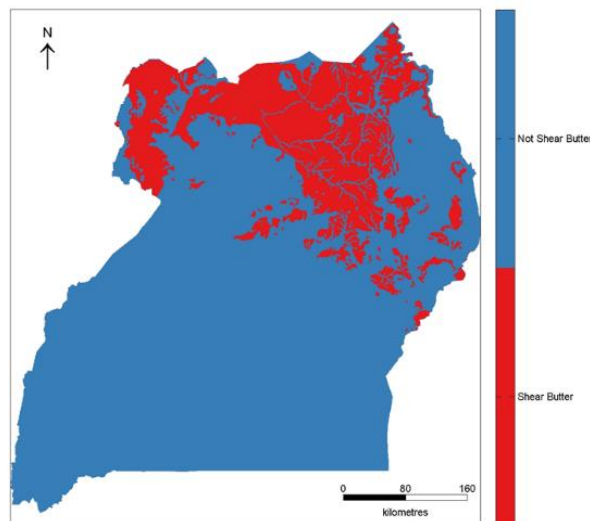 N
Not Shear Butter
Shear Butter
0 80 160
kilometres